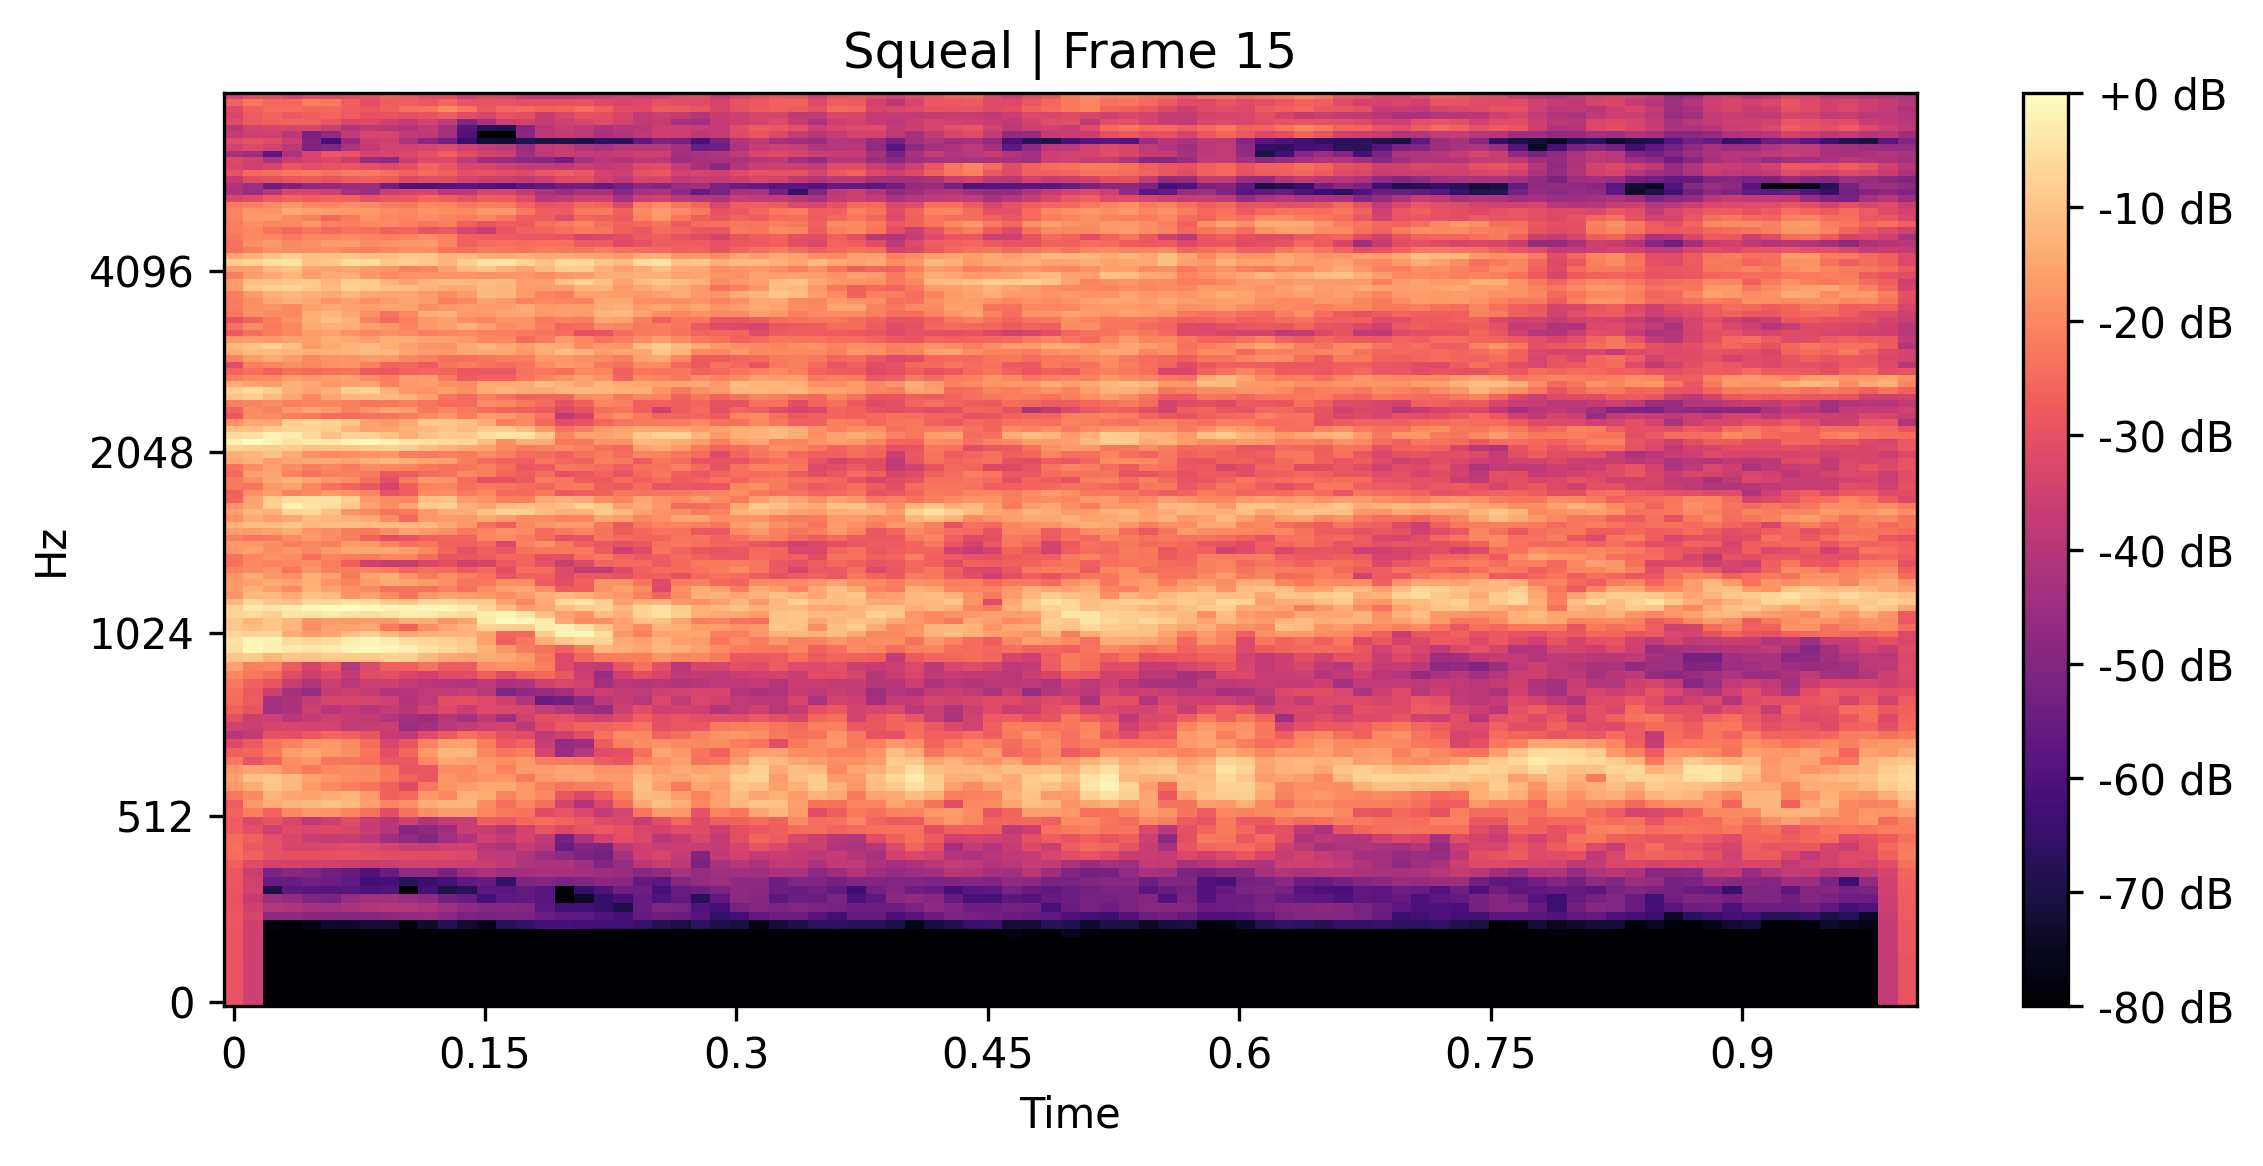 Squeal | Frame 15
Hz
4096
2048
1024
512
0
0 0.15 0.3 0.45 0.6 0.75 0.9
Time
+0 dB
-10 dB
-20 dB
-30 dB
-40 dB
-50 dB
-60 dB
-70 dB
-80 dB